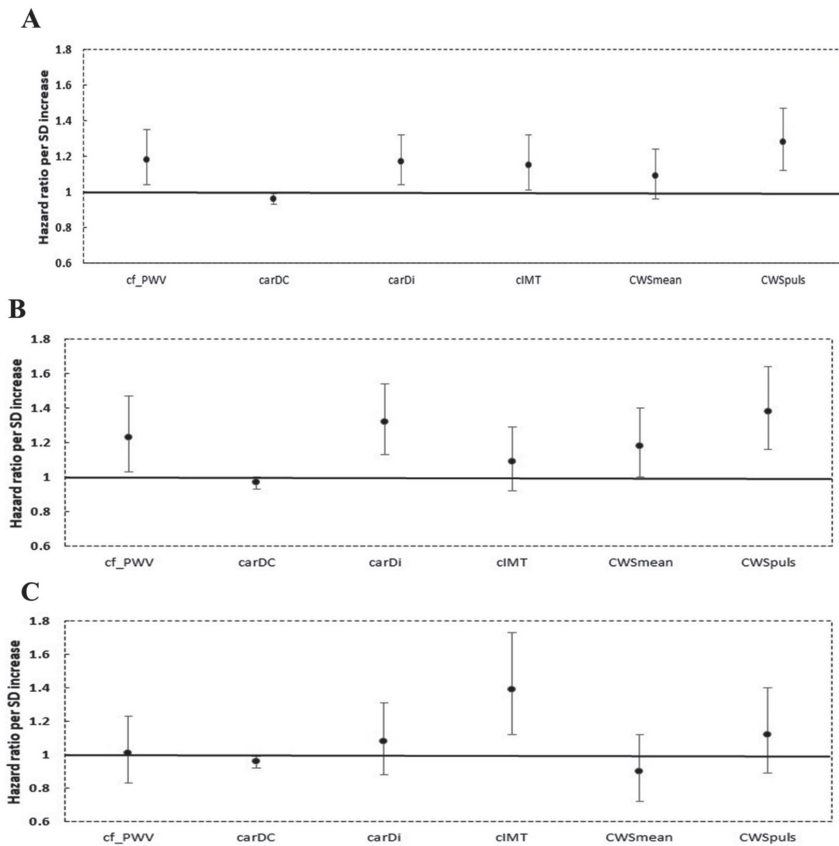 A
Hazard ratio per SD increase
1.8
1.6
1.4
1.2
1
0.8
0.6
cf_PWV carDC carDi cIMT CWSmean CWSpuls
B
Hazard ratio per SD increase
1.8
1.6
1.4
1.2
1
0.8
0.6
cf_PWV carDC carDi cIMT CWSmean CWSpuls
C
Hazard ratio per SD increase
1.8
1.6
1.4
1.2
1
0.8
0.6
cf_PWV carDC carDi cIMT CWSmean CWSpuls